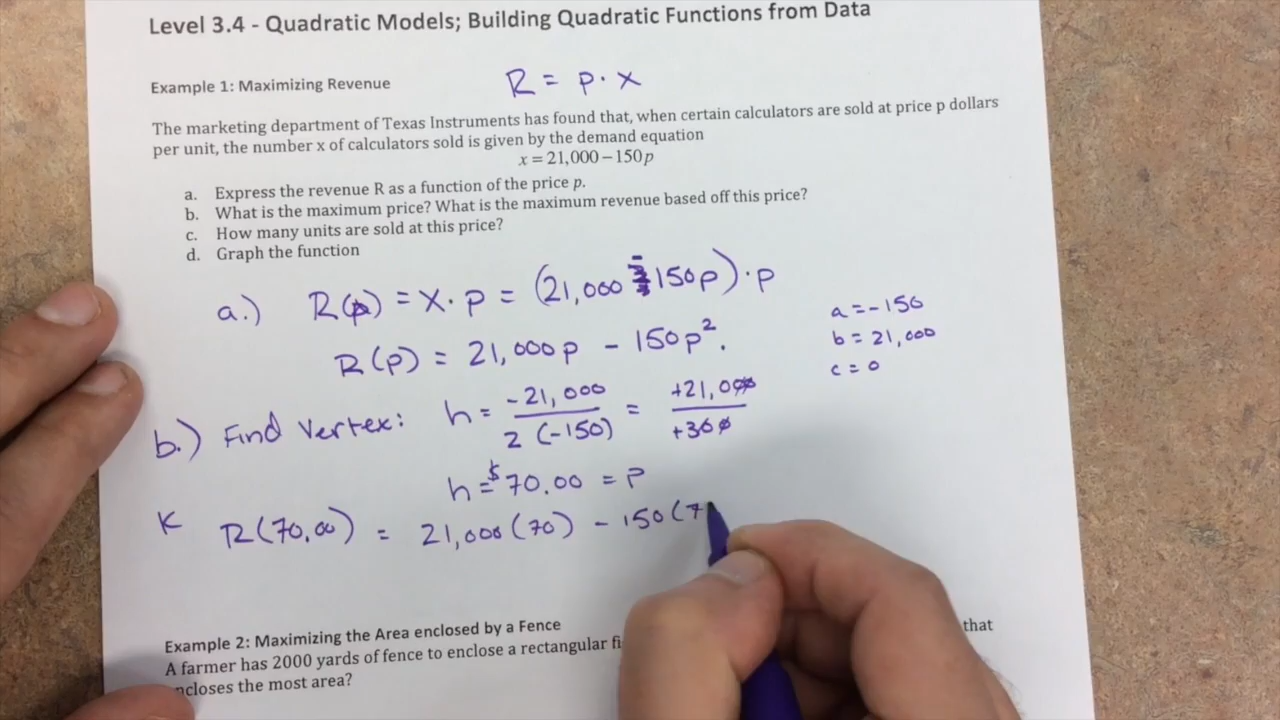 Level 3.4 - Quadratic Models; Building Quadratic Functions from Data
Example 1: Maximizing Revenue
R = p · x
The marketing department of Texas Instruments has found that, when certain calculators are sold at price p dollars
per unit, the number x of calculators sold is given by the demand equation
x = 21,000 – 150p
a. Express the revenue R as a function of the price p.
b. What is the maximum price? What is the maximum revenue based off this price?
c. How many units are sold at this price?
d. Graph the function
a.) R(p) = x · p = (21,000 - 150p) · p
R(p) = 21,000p - 150p².
a = -150
b = 21,000
c = 0
b.) Find Vertex: h = -21,000 / 2 (-150) = +21,000 / +300
h = $70.00 = P
K R(70.00) = 21,000 (70) - 150 (7
Example 2: Maximizing the Area enclosed by a Fence
A farmer has 2000 yards of fence to enclose a rectangular fi
that
ncloses the most area?